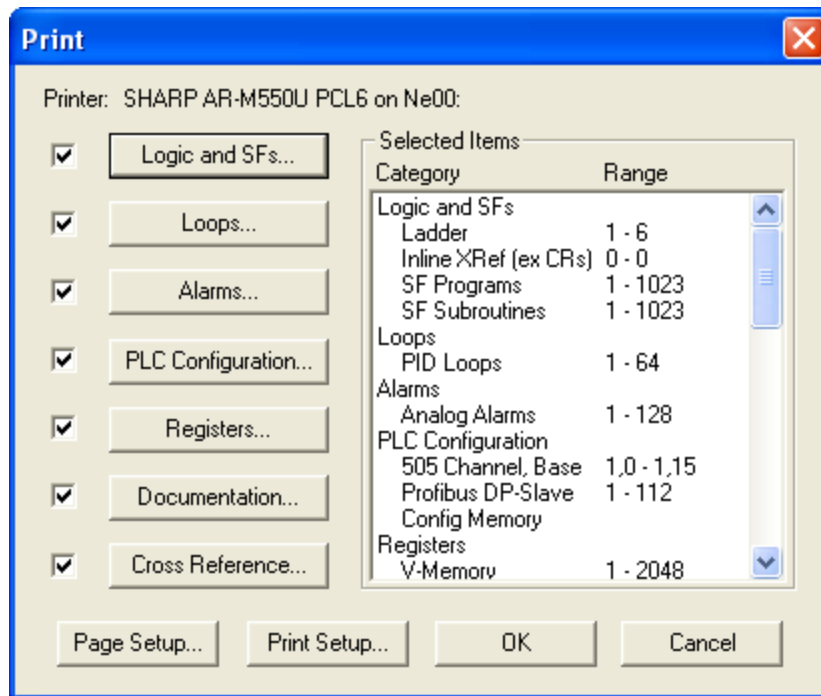 Print
Printer: SHARP AR-M550U PCL6 on Ne00:
Logic and SFs...
Loops...
Alarms...
PLC Configuration...
Registers...
Documentation...
Cross Reference...
Selected Items
Category Range
Logic and SFs
Ladder 1 - 6
Inline XRef (ex CRs) 0 - 0
SF Programs 1 - 1023
SF Subroutines 1 - 1023
Loops
PID Loops 1 - 64
Alarms
Analog Alarms 1 - 128
PLC Configuration
505 Channel, Base 1,0 - 1,15
Profibus DP-Slave 1 - 112
Config Memory
Registers
V-Memory 1 - 2048
Page Setup... Print Setup... OK Cancel